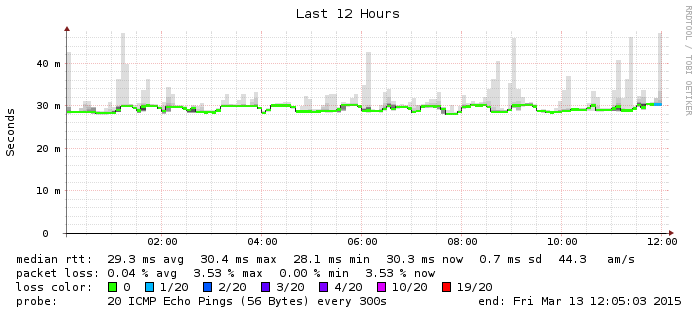 Last 12 Hours
RRDTOOL / TOBI OETIKER
Seconds
40 m
30 m
20 m
10 m
0
02:00 04:00 06:00 08:00 10:00 12:00
median rtt: 29.3 ms avg 30.4 ms max 28.1 ms min 30.3 ms now 0.7 ms sd 44.3 am/s
packet loss: 0.04 % avg 3.53 % max 0.00 % min 3.53 % now
loss color: 0 1/20 2/20 3/20 4/20 10/20 19/20
probe: 20 ICMP Echo Pings (56 Bytes) every 300s end: Fri Mar 13 12:05:03 2015